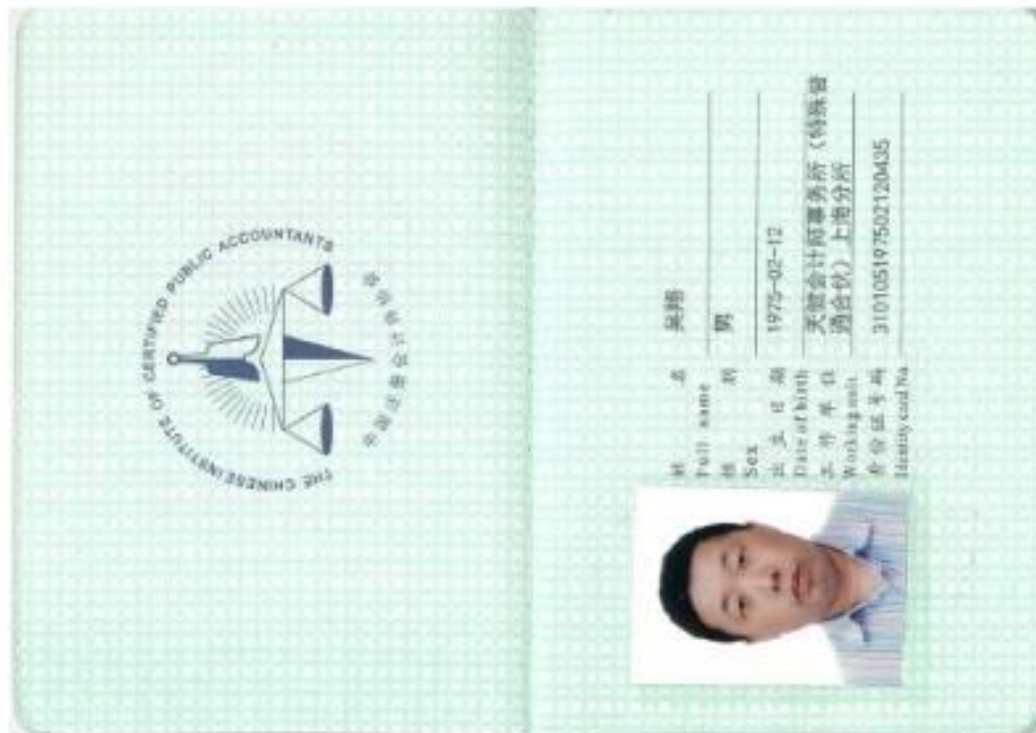 THE CHINESE INSTITUTE OF CERTIFIED PUBLIC ACCOUNTANTS
中国注册会计师协会
姓 名
Full name
性 别 男
Sex
出 生 日 期 1975-02-12
Date of birth
工 作 单 位 天健会计师事务所（特殊普
通合伙）上海分所
Working unit
身 份 证 号 码 310105197502120435
Identity card No